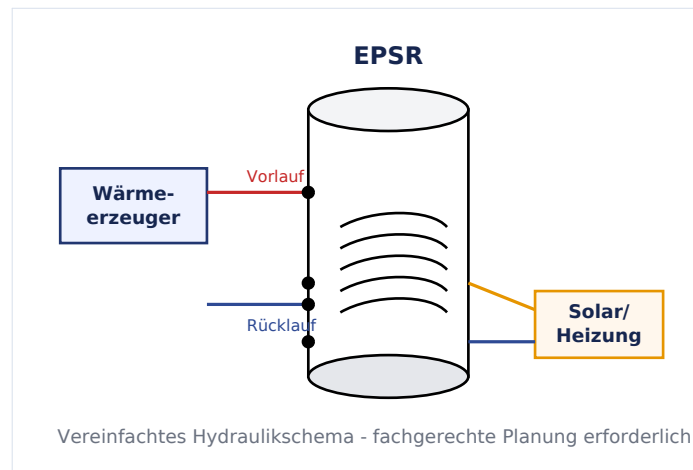 EPSR
Vorlauf
Wärme-
erzeuger
Rücklauf
Solar/
Heizung
Vereinfachtes Hydraulikschema - fachgerechte Planung erforderlich